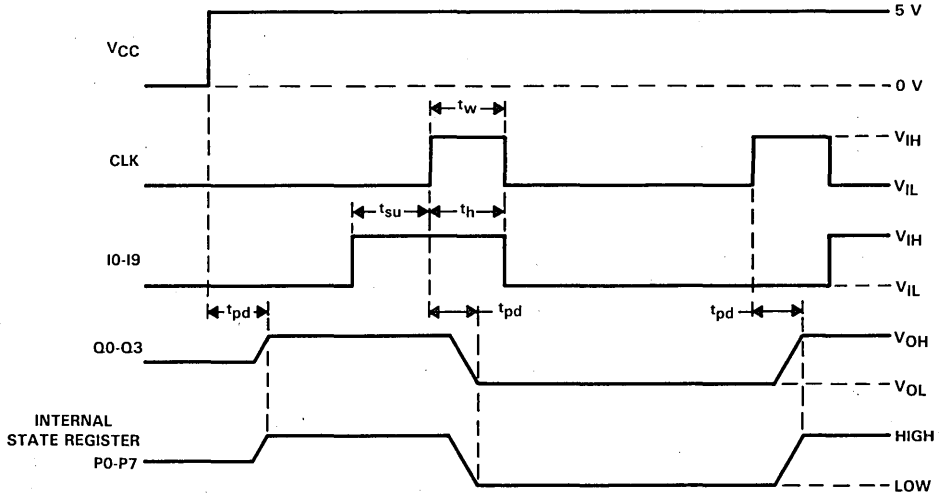 VCC
5 V
0 V
tw
CLK
VIH
VIL
tsu
th
I0-I9
VIH
VIL
tpd
tpd
tpd
Q0-Q3
VOH
VOL
INTERNAL
STATE REGISTER
P0-P7
HIGH
LOW